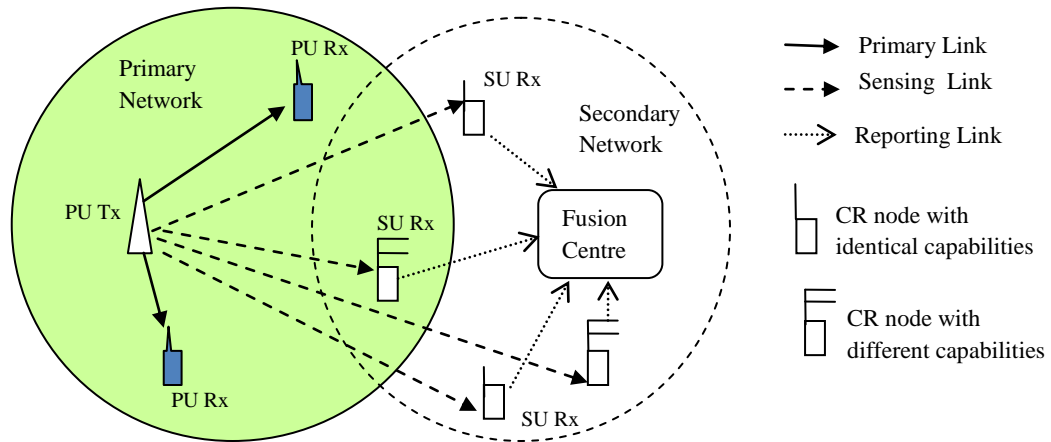 PU Rx
Primary
Network
SU Rx
Secondary
Network
PU Tx
SU Rx
Fusion
Centre
PU Rx
SU Rx
Primary Link
Sensing Link
Reporting Link
CR node with
identical capabilities
CR node with
different capabilities